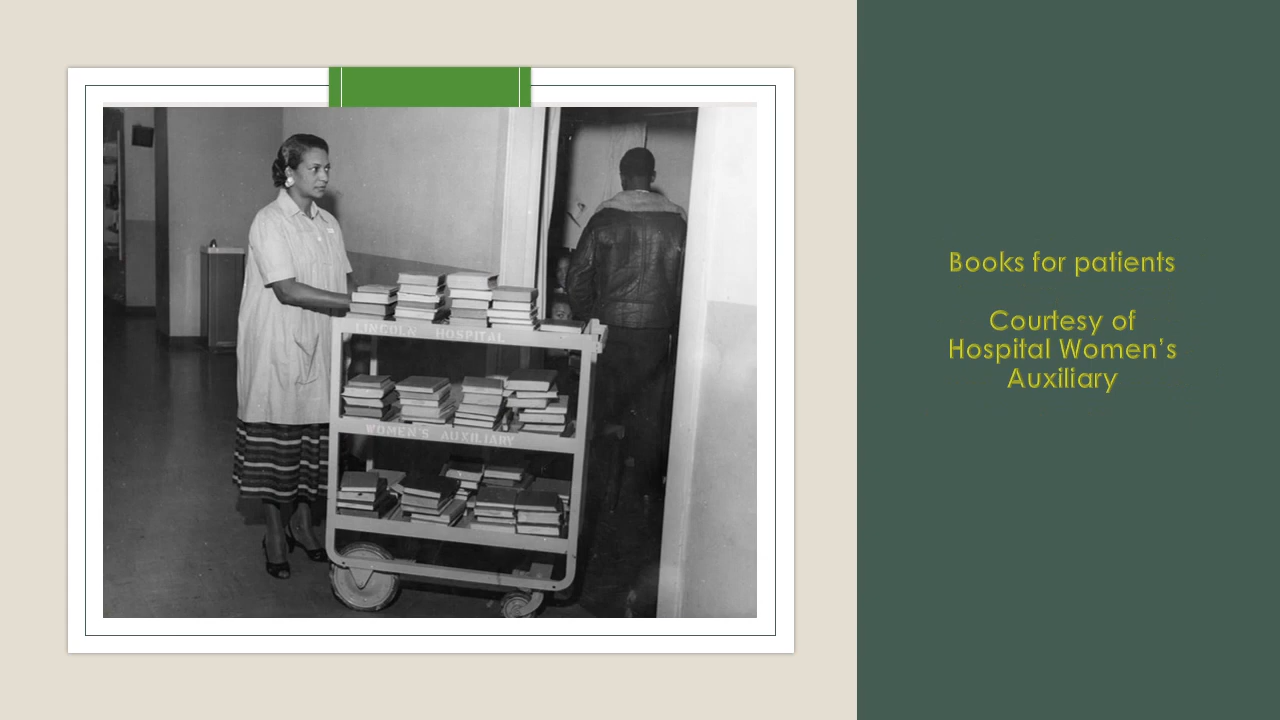 LINCOLN HOSPITAL
WOMEN'S AUXILIARY
Books for patients
Courtesy of
Hospital Women's
Auxiliary